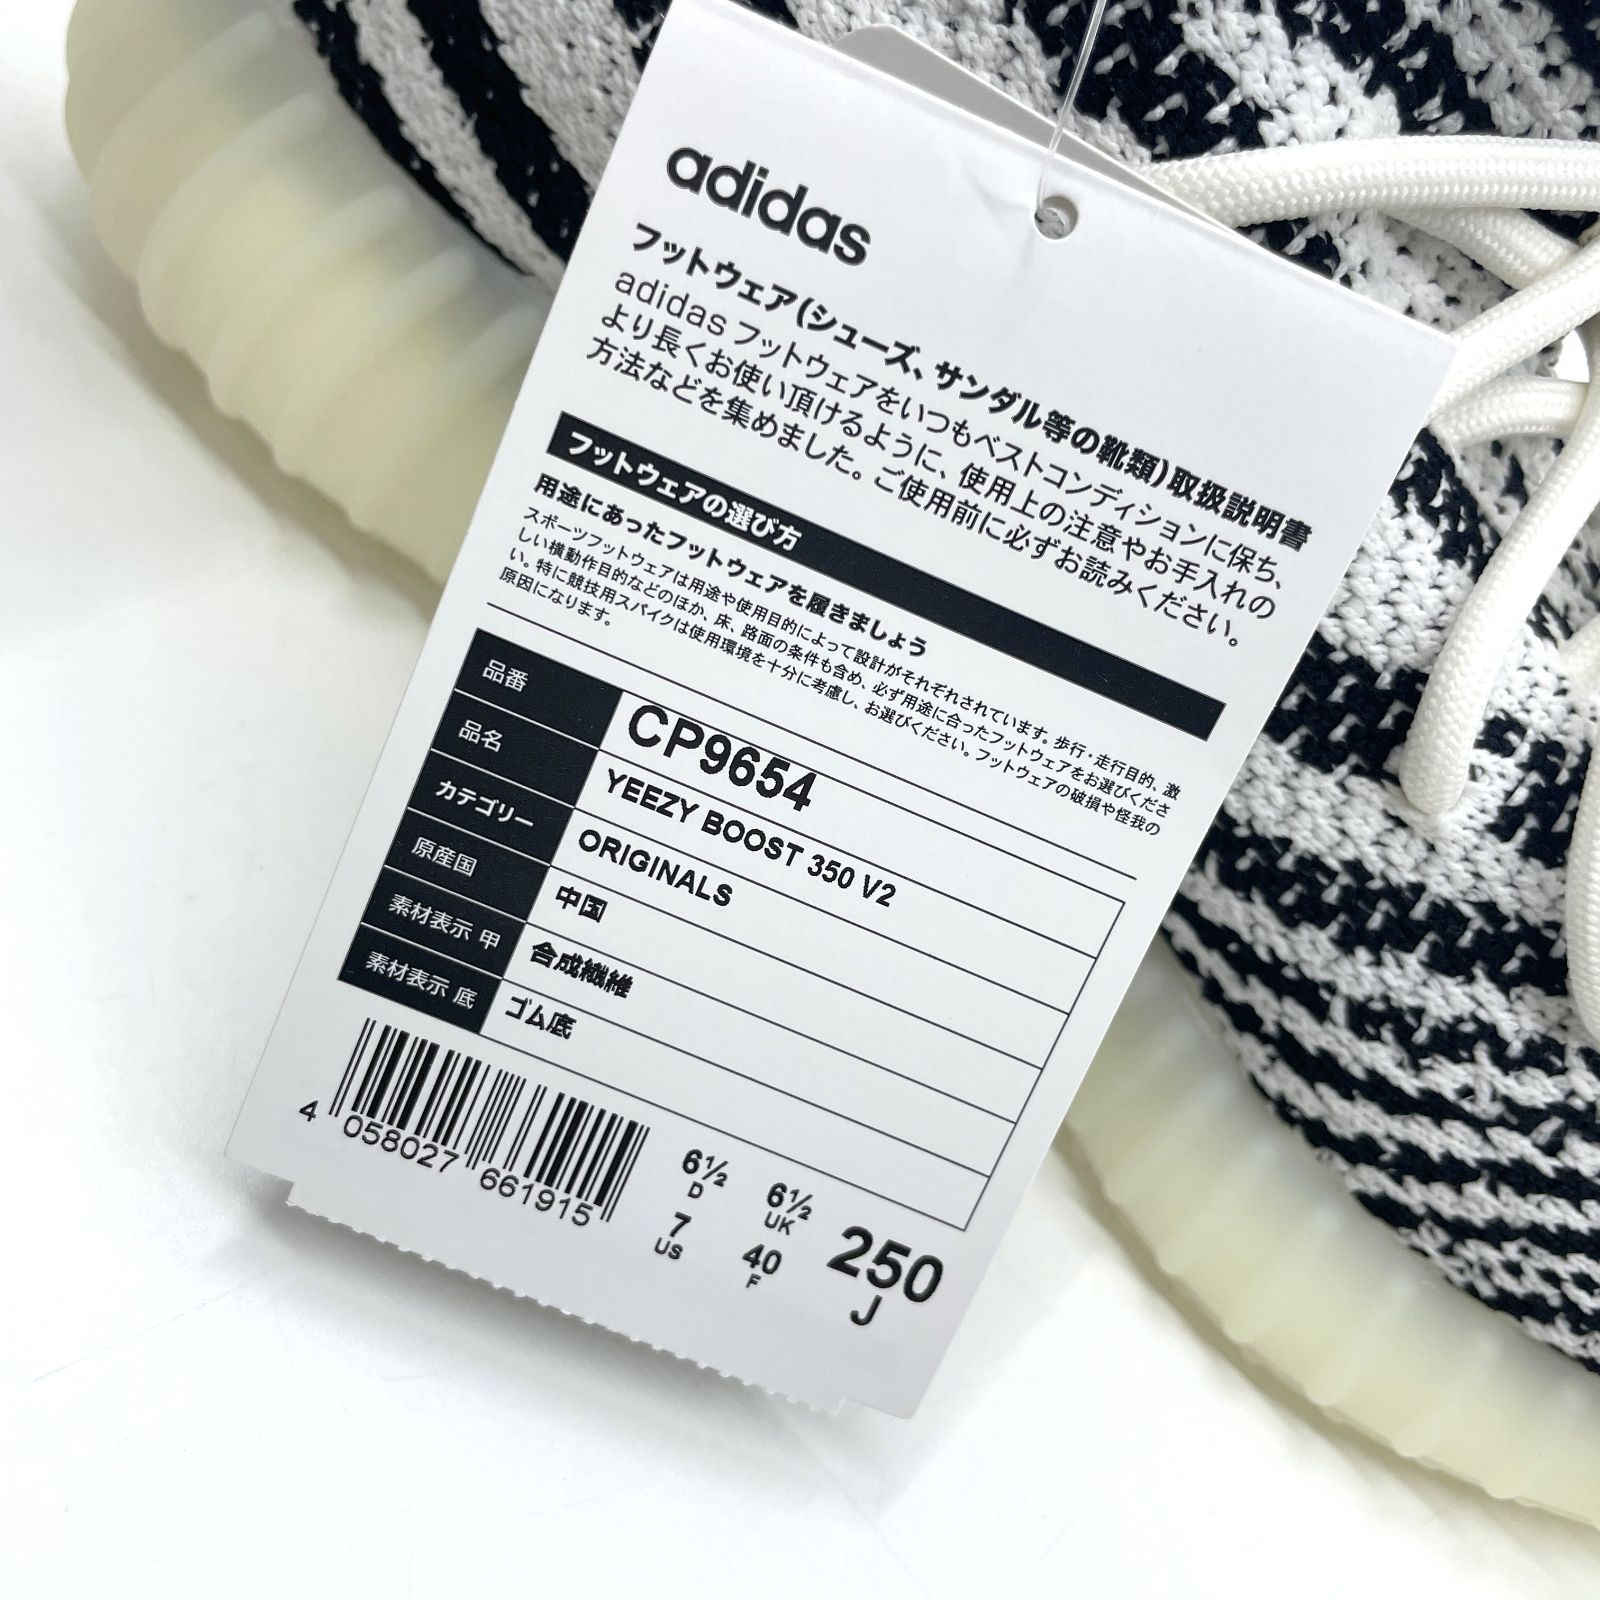 adidas
フットウェア(シューズ、サンダル等の靴類)取扱説明書
adidas フットウェアをいつもベストコンディションに保ち、
より長くお使い頂けるように、使用上の注意やお手入れの
方法などを集めました。ご使用前に必ずお読みください。
フットウェアの選び方
用途にあったフットウェアを履きましょう
スポーツフットウェアは用途や使用目的によって設計がそれぞれされています。歩行・走行目的、激
しい横動作目的などのほか、床、路面の条件も含め、必ず用途に合ったフットウェアをお選びくださ
い。特に競技用スパイクは使用環境を十分に考慮し、お選びください。フットウェアの破損や怪我の
原因になります。
品番 CP9654
品名 YEEZY BOOST 350 V2
カテゴリー ORIGINALS
原産国 中国
素材表示 甲 合成繊維
素材表示 底 ゴム底
4 058027 661915
6½ D 6½ UK
7 US 40 F
250 J